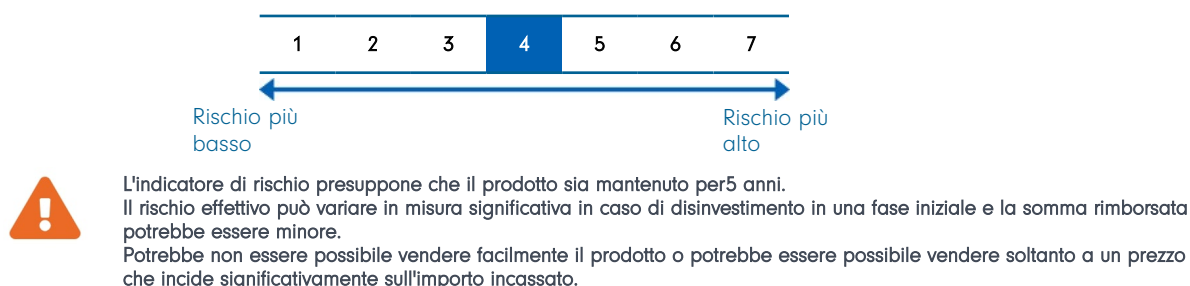 1 2 3 4 5 6 7
Rischio più
basso
Rischio più
alto
L'indicatore di rischio presuppone che il prodotto sia mantenuto per5 anni.
Il rischio effettivo può variare in misura significativa in caso di disinvestimento in una fase iniziale e la somma rimborsata
potrebbe essere minore.
Potrebbe non essere possibile vendere facilmente il prodotto o potrebbe essere possibile vendere soltanto a un prezzo
che incide significativamente sull'importo incassato.